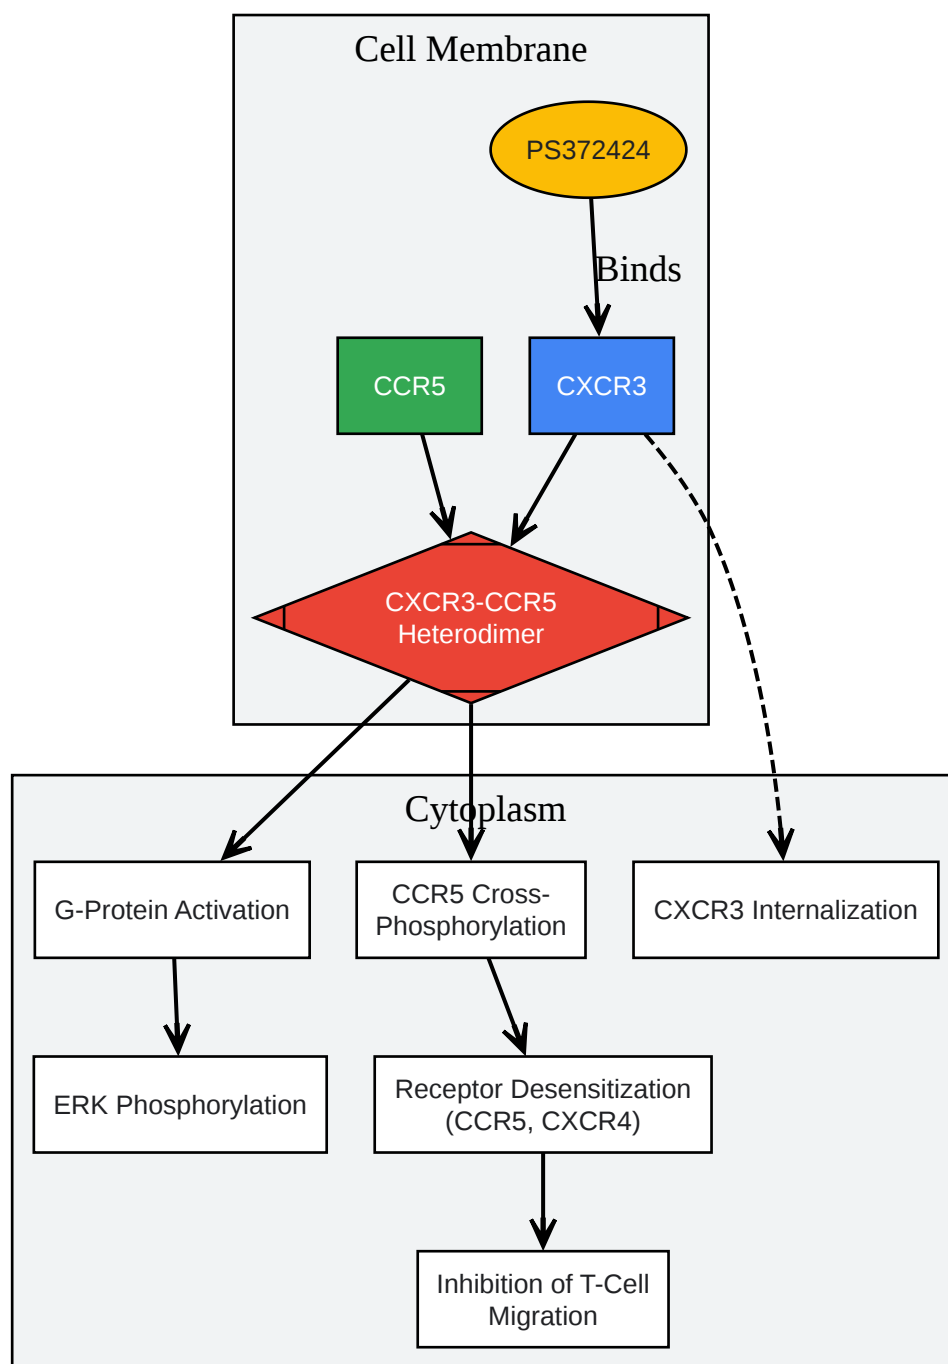 Cell Membrane
PS372424
Binds
CCR5
CXCR3
CXCR3-CCR5
Heterodimer
Cytoplasm
G-Protein Activation
CCR5 Cross-
Phosphorylation
CXCR3 Internalization
ERK Phosphorylation
Receptor Desensitization
(CCR5, CXCR4)
Inhibition of T-Cell
Migration